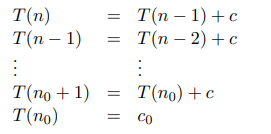 T(n) = T(n − 1) + c
T(n − 1) = T(n − 2) + c
⋮ ⋮
T(n₀ + 1) = T(n₀) + c
T(n₀) = c₀